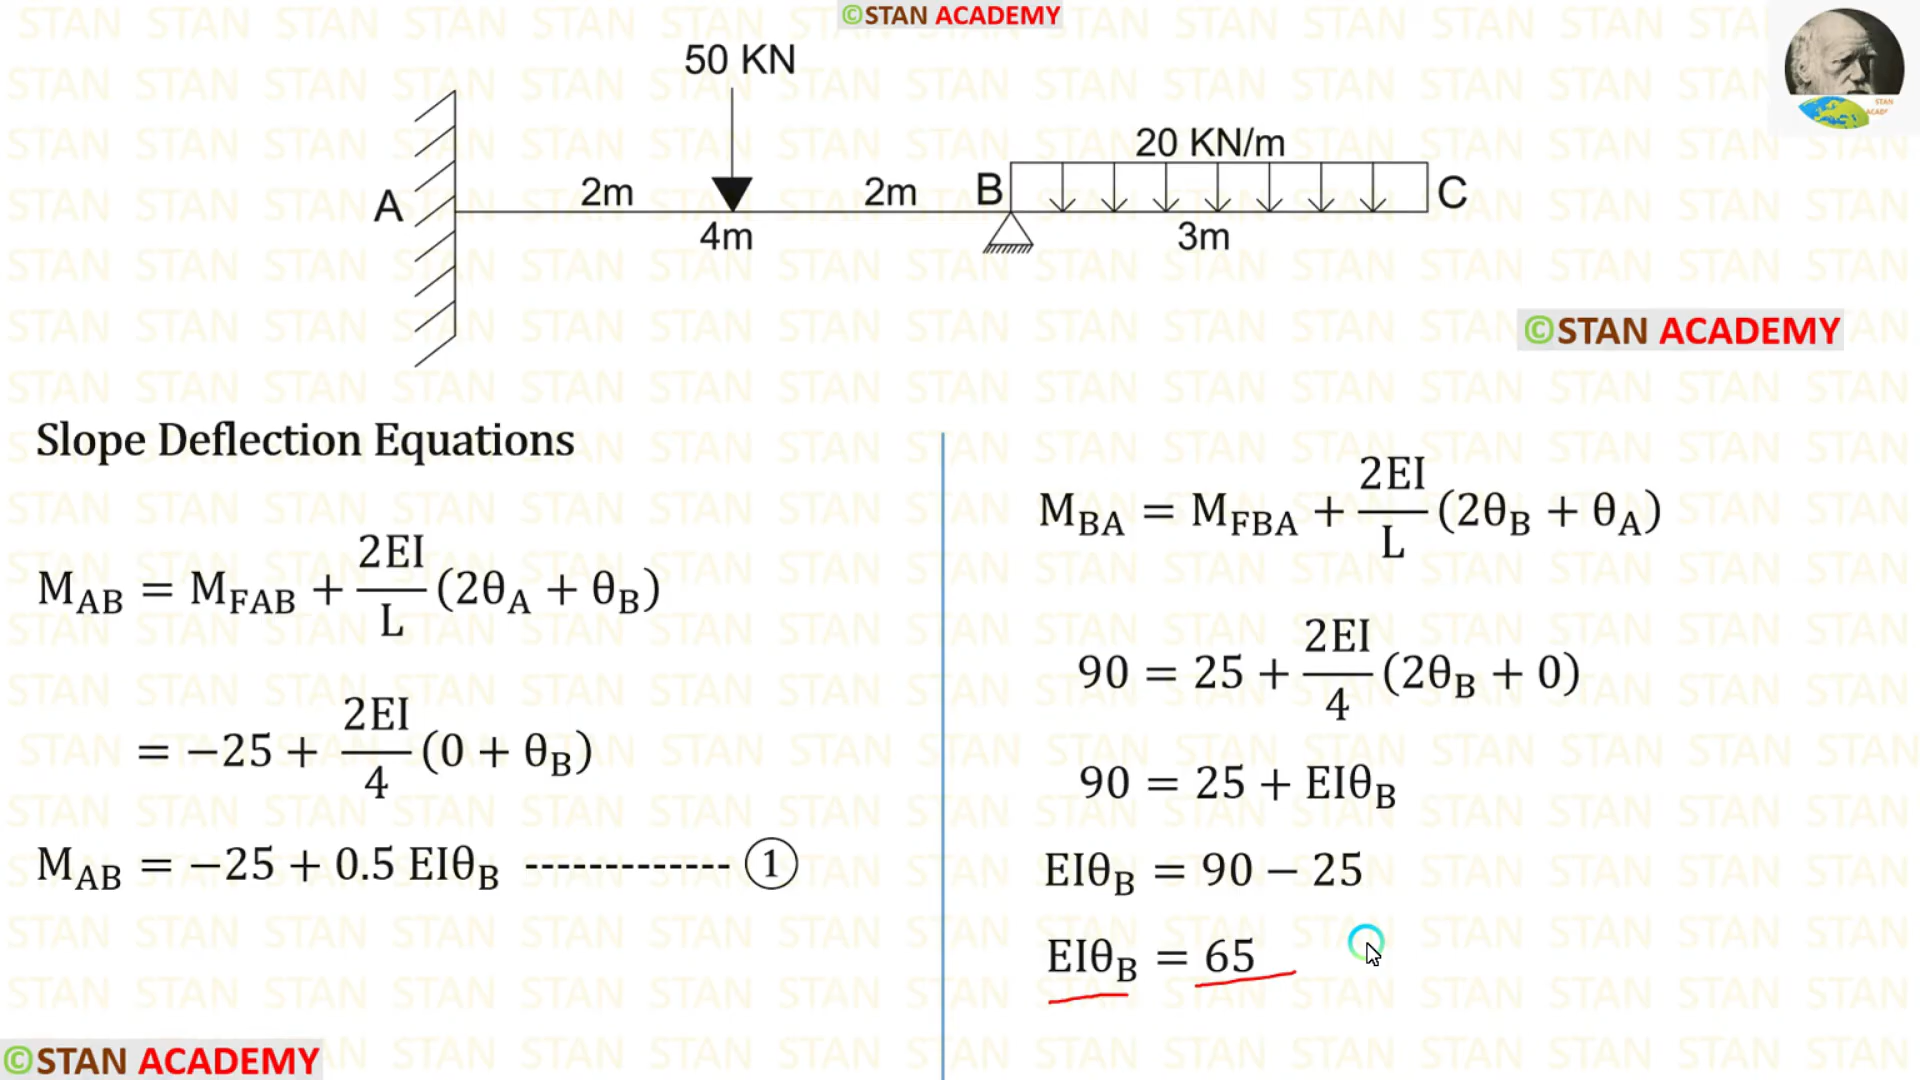 ©STAN ACADEMY
50 KN
20 KN/m
A 2m 2m B C
4m 3m
©STAN ACADEMY
Slope Deflection Equations
M_AB = M_FAB + 2EI/L (2θ_A + θ_B)
= −25 + 2EI/4 (0 + θ_B)
M_AB = −25 + 0.5 EIθ_B ------------- ①
M_BA = M_FBA + 2EI/L (2θ_B + θ_A)
90 = 25 + 2EI/4 (2θ_B + 0)
90 = 25 + EIθ_B
EIθ_B = 90 − 25
EIθ_B = 65
©STAN ACADEMY